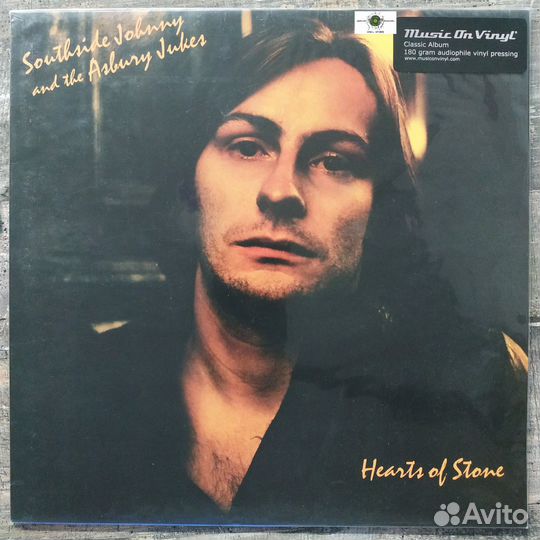 Southside Johnny
and the Asbury Jukes
Music On Vinyl
Classic Album
180 gram audiophile vinyl pressing
www.musiconvinyl.com
Hearts of Stone
Avito